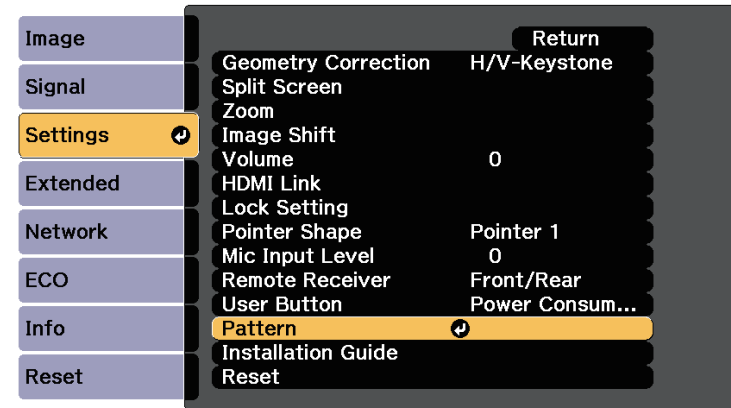 Image
Signal
Settings
Extended
Network
ECO
Info
Reset
Return
Geometry Correction H/V-Keystone
Split Screen
Zoom
Image Shift
Volume 0
HDMI Link
Lock Setting
Pointer Shape Pointer 1
Mic Input Level 0
Remote Receiver Front/Rear
User Button Power Consum...
Pattern
Installation Guide
Reset